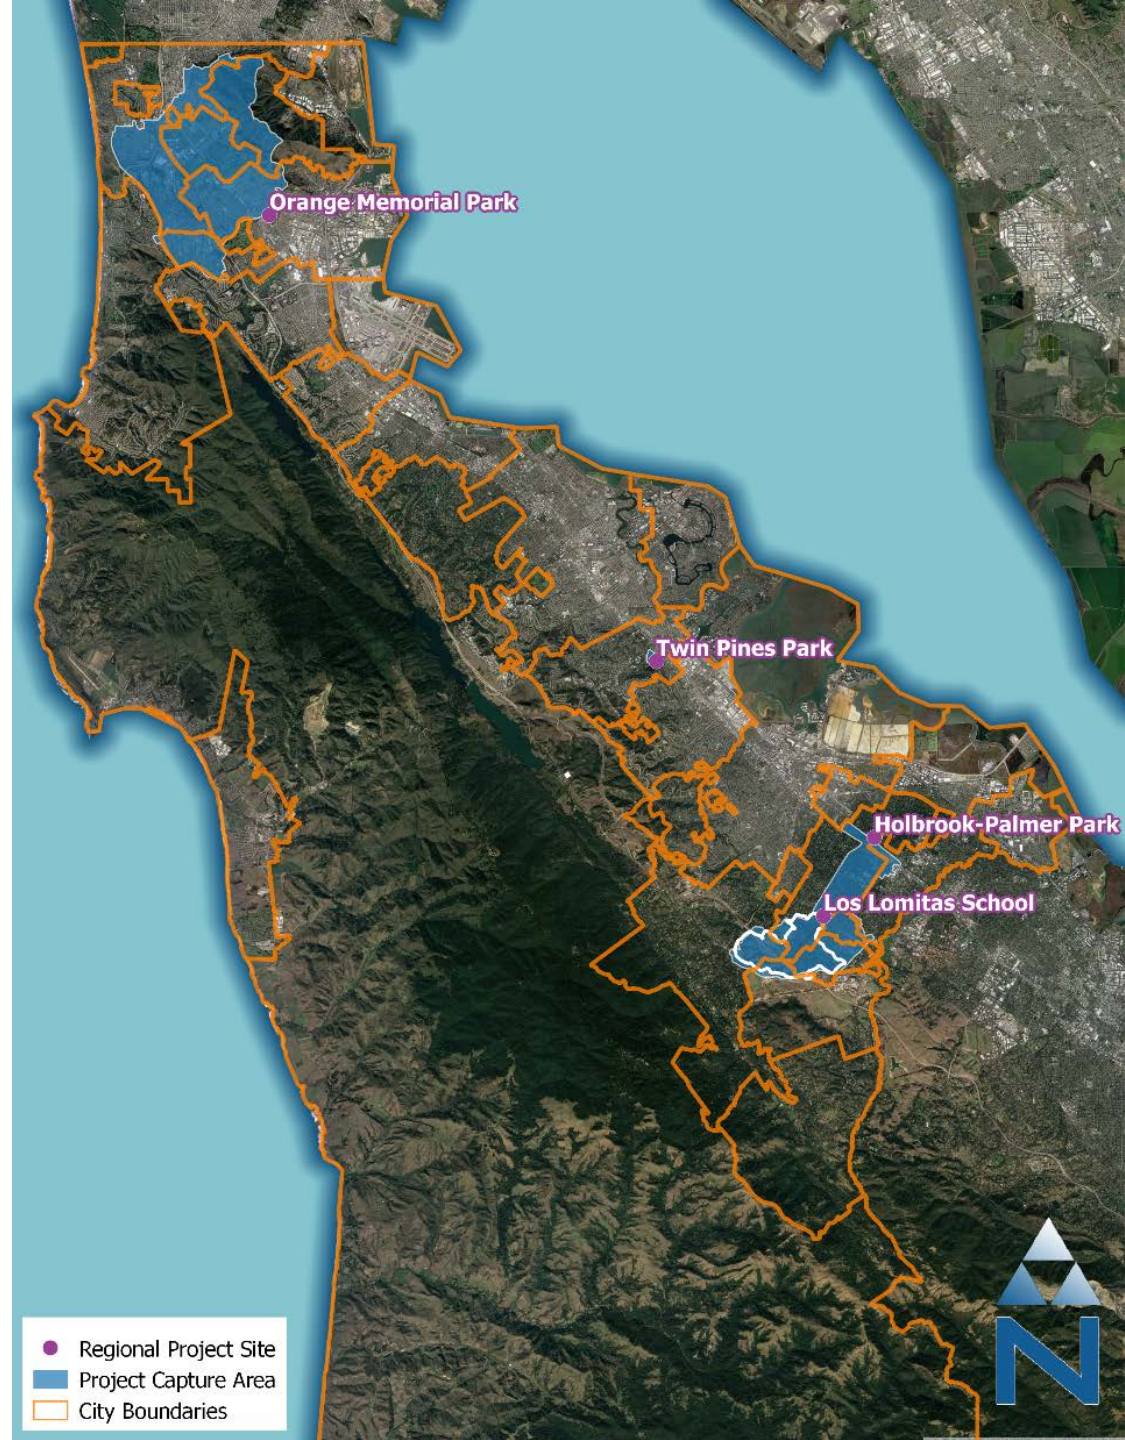 Orange Memorial Park
Twin Pines Park
Holbrook-Palmer Park
Los Lomitas School
N
Regional Project Site
Project Capture Area
City Boundaries